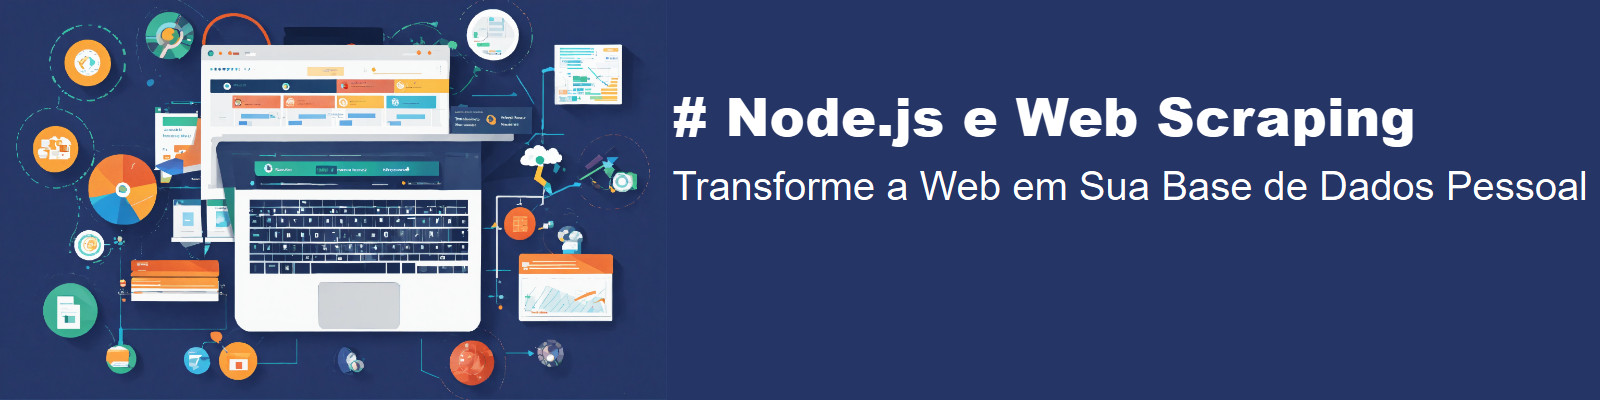 # Node.js e Web Scraping
Transforme a Web em Sua Base de Dados Pessoal